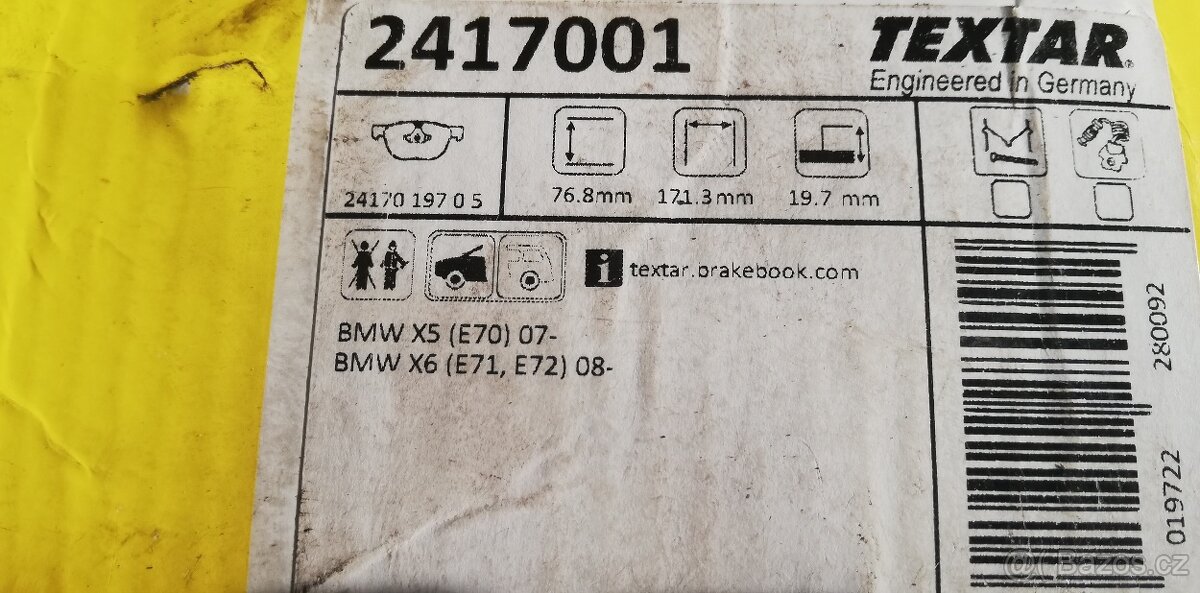 2417001
TEXTAR
Engineered in Germany
24170 197 0 5
76.8mm
171.3mm
19.7 mm
i textar.brakebook.com
BMW X5 (E70) 07-
BMW X6 (E71, E72) 08-
280092
019722
Bazos.cz